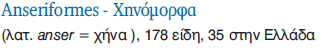 Anseriformes - Χηνόμορφα
(λατ. anser = χήνα ), 178 είδη, 35 στην Ελλάδα